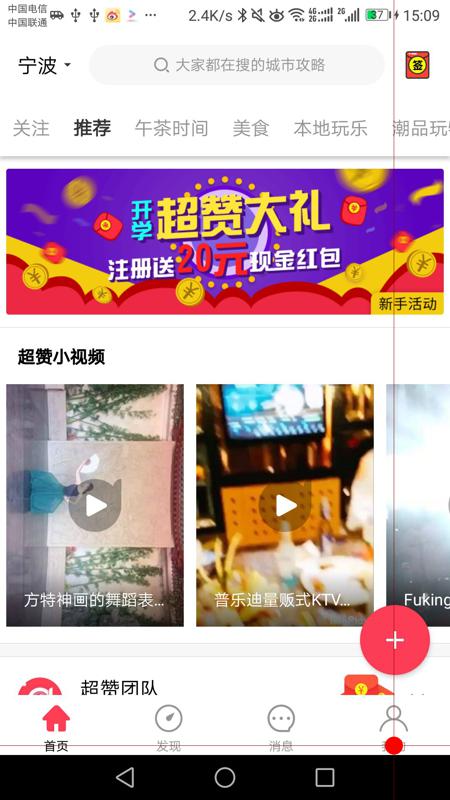 中国电信
中国联通
2.4K/s
4G
2G
2G
37
15:09
宁波
大家都在搜的城市攻略
签
关注 推荐 午茶时间 美食 本地玩乐 潮品玩
开学
超赞大礼
注册送20元现金红包
新手活动
超赞小视频
方特神画的舞蹈表...
普乐迪量贩式KTV...
Fuking
超赞团队
首页 发现 消息